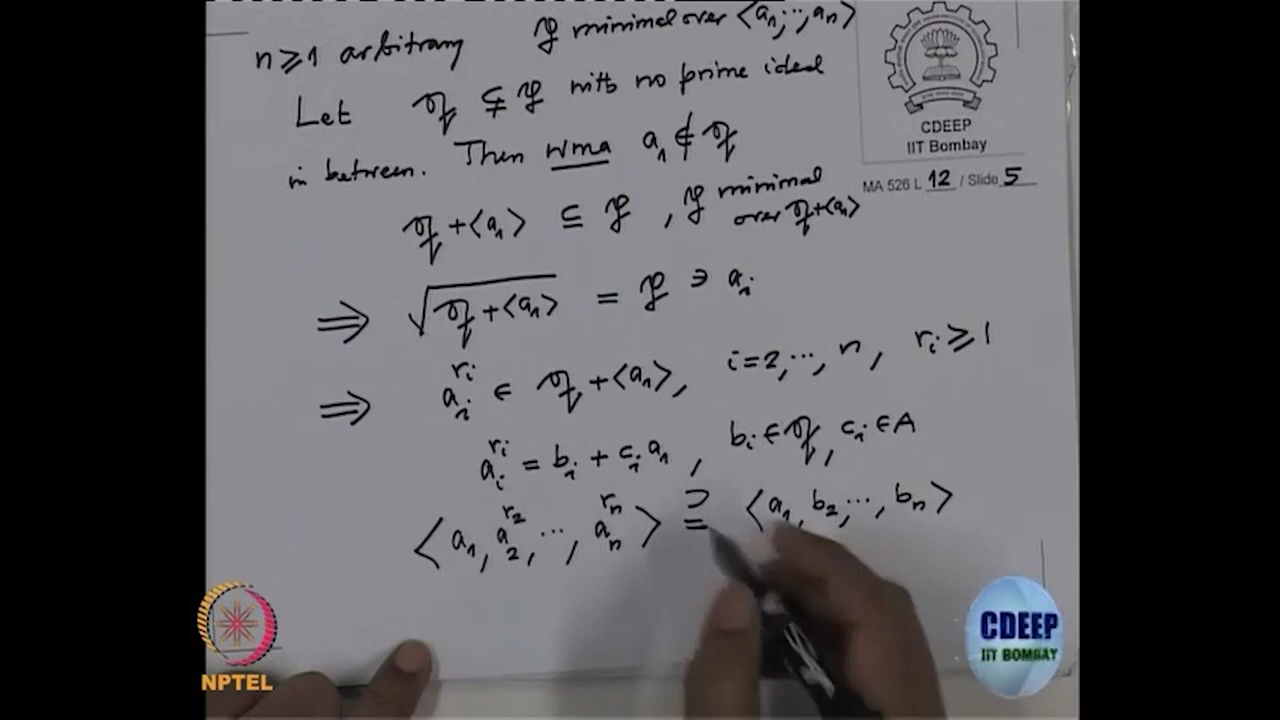 n ≥ 1 arbitrary 𝔭 minimal over ⟨a₁, ⋯, aₙ⟩
Let 𝔮 ⊊ 𝔭 with no prime ideal
in between. Then WMA a₁ ∉ 𝔮
𝔮 + ⟨a₁⟩ ⊆ 𝔭 , 𝔭 minimal
over 𝔮+⟨a₁⟩
⇒ √(𝔮 + ⟨a₁⟩) = 𝔭 ∋ aᵢ
⇒ aᵢ^{rᵢ} ∈ 𝔮 + ⟨a₁⟩, i = 2, ⋯, n, rᵢ ≥ 1
aᵢ^{rᵢ} = bᵢ + cᵢ a₁ , bᵢ ∈ 𝔮, cᵢ ∈ A
⟨a₁, a₂^{r₂}, ⋯, aₙ^{rₙ}⟩ ⊇ ⟨a₁, b₂, ⋯, bₙ⟩
CDEEP
IIT Bombay
MA 526 L 12 / Slide 5
NPTEL
CDEEP
IIT BOMBAY